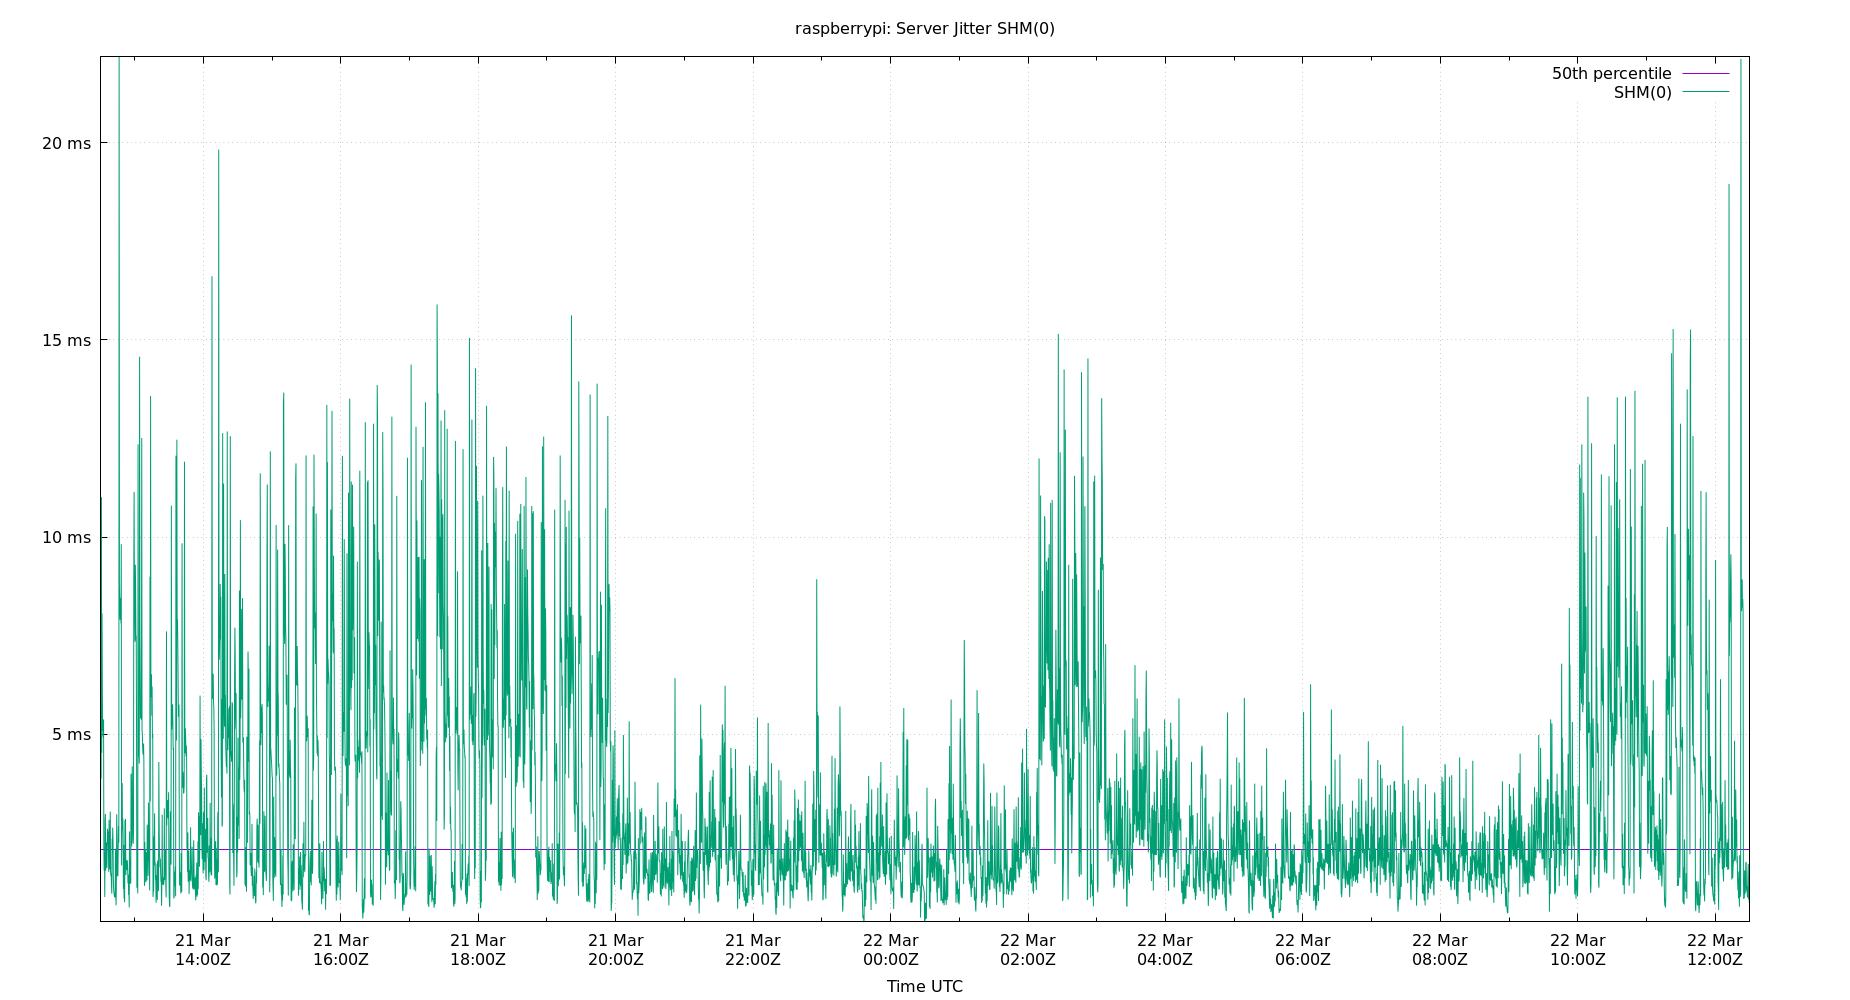 raspberrypi: Server Jitter SHM(0)
50th percentile
SHM(0)
20 ms
15 ms
10 ms
5 ms
21 Mar 21 Mar 21 Mar 21 Mar 21 Mar 22 Mar 22 Mar 22 Mar 22 Mar 22 Mar 22 Mar 22 Mar
14:00Z 16:00Z 18:00Z 20:00Z 22:00Z 00:00Z 02:00Z 04:00Z 06:00Z 08:00Z 10:00Z 12:00Z
Time UTC